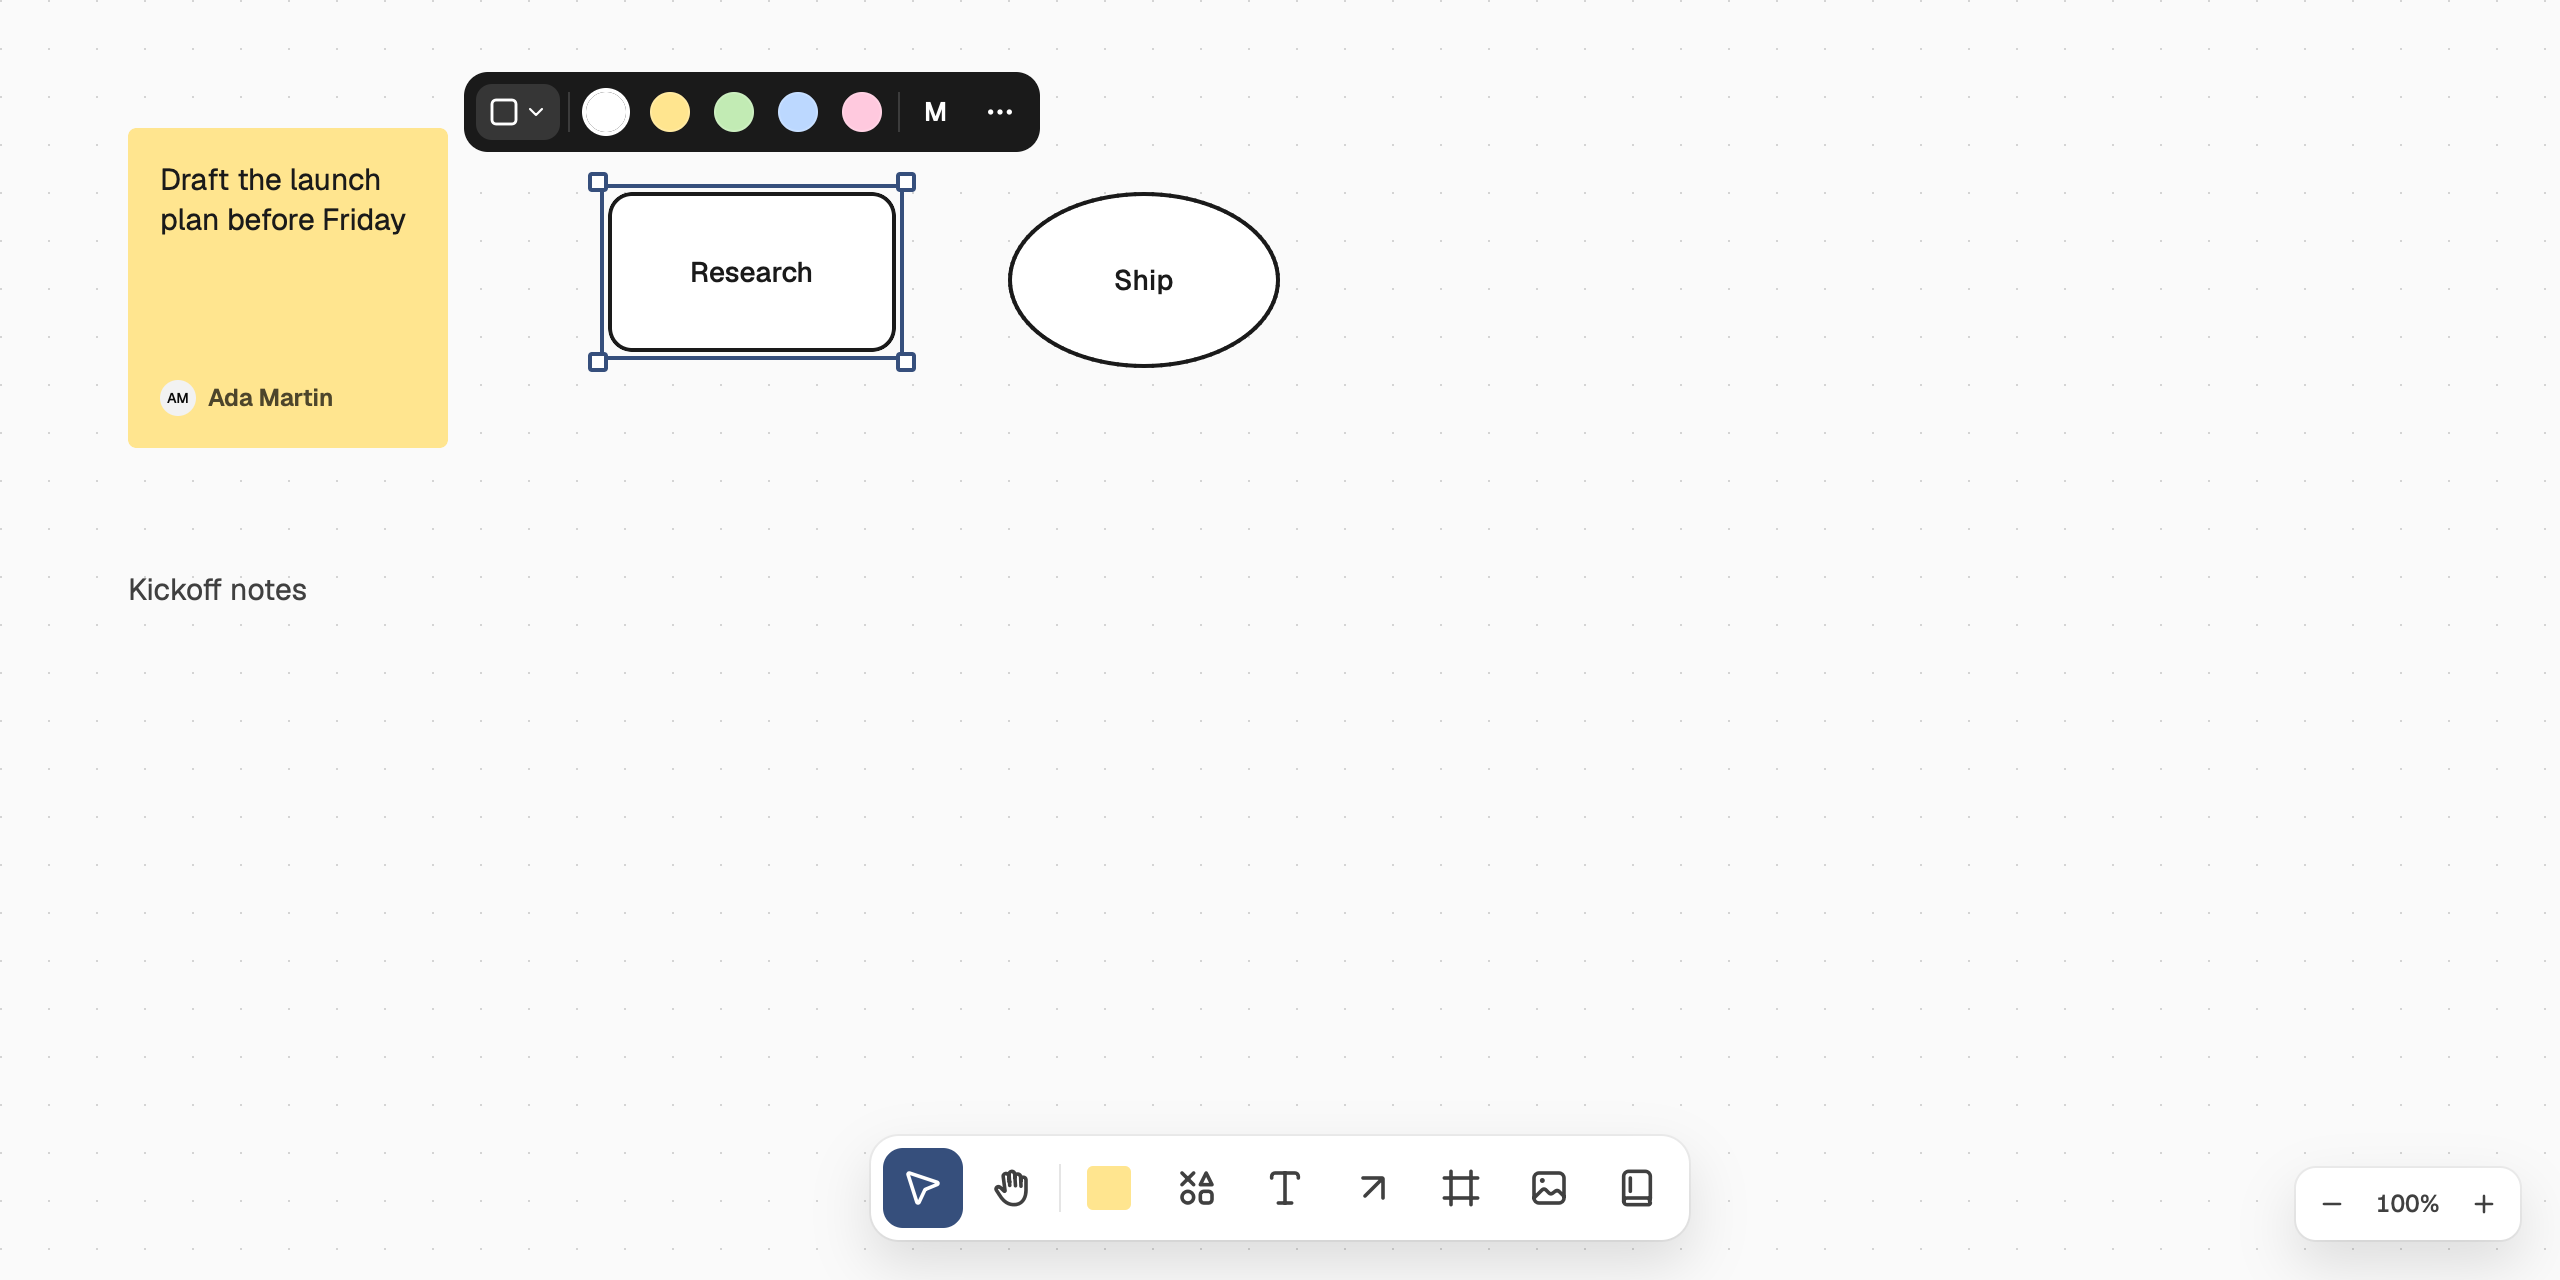 M
Draft the launch
plan before Friday
Research
Ship
AM
Ada Martin
Kickoff notes
100%